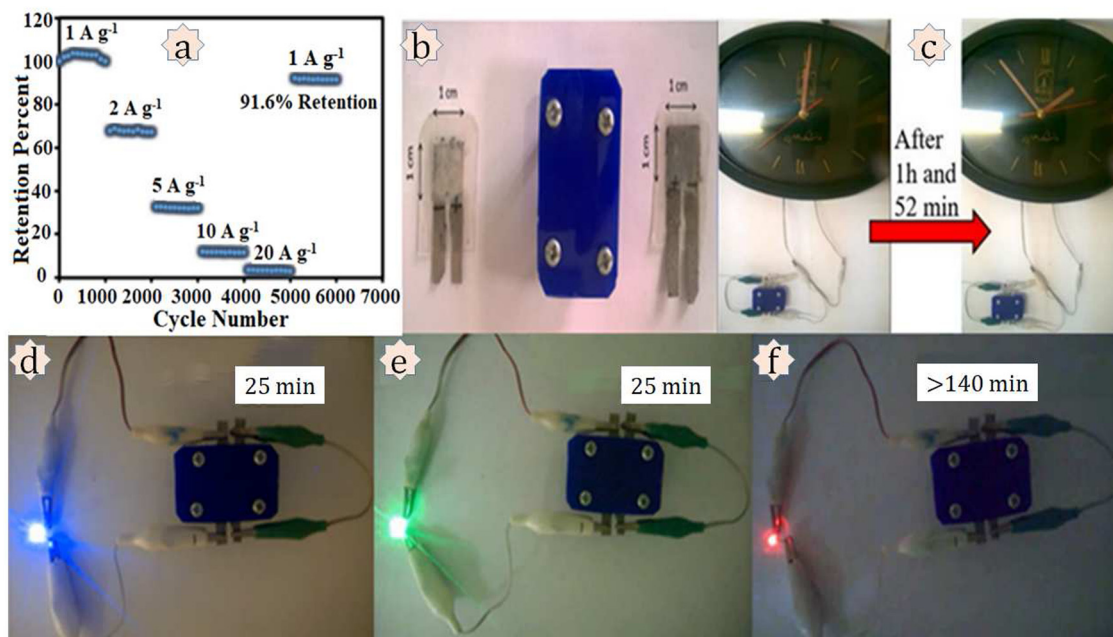 a
1 A g-1
1 A g-1
91.6% Retention
2 A g-1
5 A g-1
10 A g-1
20 A g-1
Retention Percent
120
100
80
60
40
20
0
0 1000 2000 3000 4000 5000 6000 7000
Cycle Number
b
1 cm
1 cm
1 cm
1 cm
c
After
1h and
52 min
d
25 min
e
25 min
f
>140 min